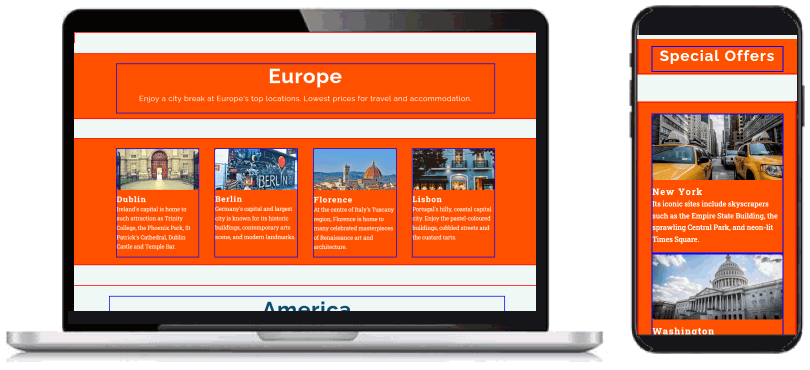 Europe
Enjoy a city break at Europe's top locations. Lowest prices for travel and accommodation.
Dublin
Ireland's capital is home to
such attraction as Trinity
College, the Phoenix Park, St
Patrick's Cathedral, Dublin
Castle and Temple Bar.
BERLIN
Berlin
Germany's capital and largest
city is known for its historic
buildings, contemporary arts
scene, and modern landmarks.
Florence
At the centre of Italy's Tuscany
region, Florence is home to
many celebrated masterpieces
of Renaissance art and
architecture.
Lisbon
Portugal's hilly, coastal capital
city. Enjoy the pastel-coloured
buildings, cobbled streets and
the custard tarts.
America
Special Offers
New York
Its iconic sites include skyscrapers
such as the Empire State Building, the
sprawling Central Park, and neon-lit
Times Square.
Washington